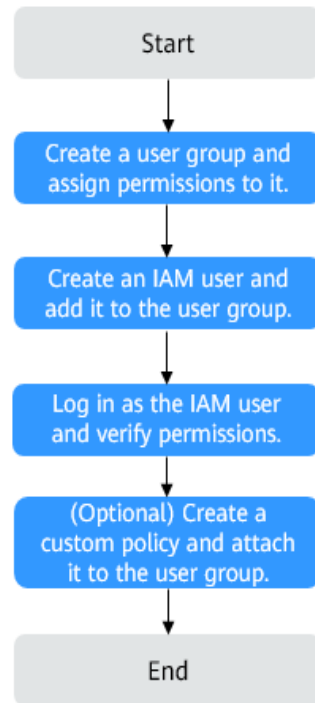 Start
Create a user group and
assign permissions to it.
Create an IAM user and
add it to the user group.
Log in as the IAM user
and verify permissions.
(Optional) Create a
custom policy and attach
it to the user group.
End